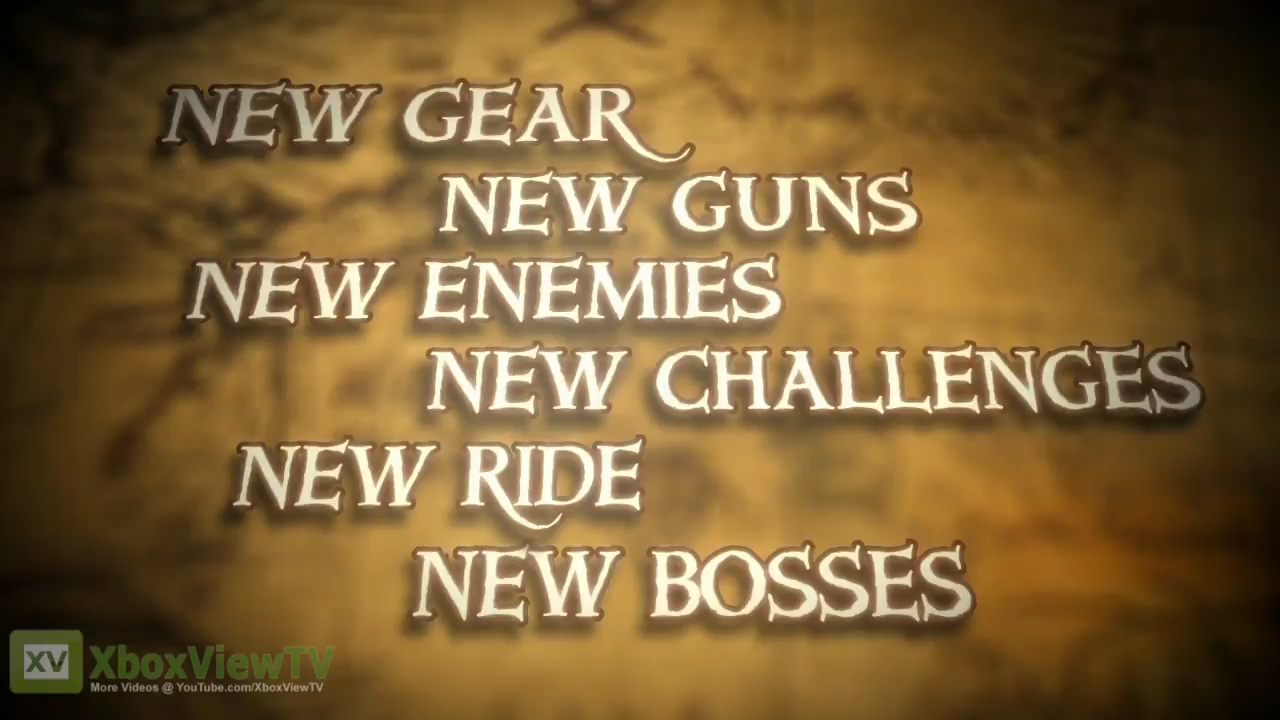 NEW GEAR
NEW GUNS
NEW ENEMIES
NEW CHALLENGES
NEW RIDE
NEW BOSSES
XV XboxViewTV
More Videos @ YouTube.com/XboxViewTV